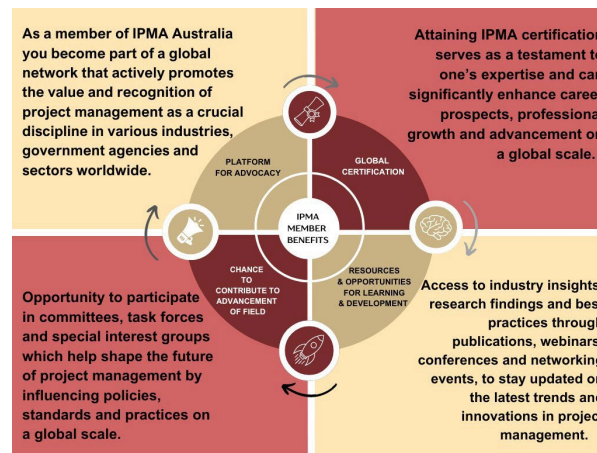 As a member of IPMA Australia
you become part of a global
network that actively promotes
the value and recognition of
project management as a crucial
discipline in various industries,
government agencies and
sectors worldwide.
Attaining IPMA certification
serves as a testament to
one's expertise and can
significantly enhance career
prospects, professional
growth and advancement on
a global scale.
PLATFORM
FOR ADVOCACY
GLOBAL
CERTIFICATION
IPMA
MEMBER
BENEFITS
CHANCE
TO
CONTRIBUTE TO
ADVANCEMENT
OF FIELD
RESOURCES
& OPPORTUNITIES
FOR LEARNING
& DEVELOPMENT
Opportunity to participate
in committees, task forces
and special interest groups
which help shape the future
of project management by
influencing policies,
standards and practices on
a global scale.
Access to industry insights
research findings and bes
practices through
publications, webinars
conferences and networking
events, to stay updated on
the latest trends and
innovations in projec
management.